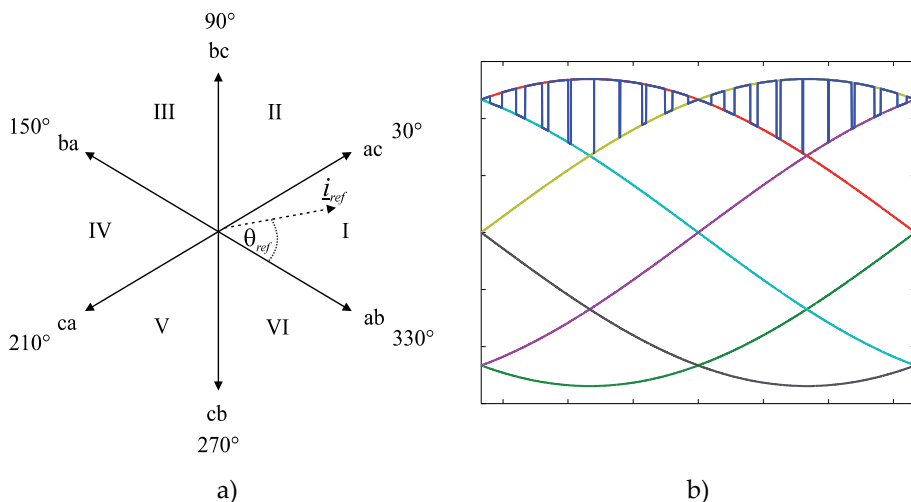 90°
bc
III
II
150°
30°
ba
ac
i_ref
IV
θ_ref
I
ca
V
VI
ab
210°
330°
cb
270°
a)
b)